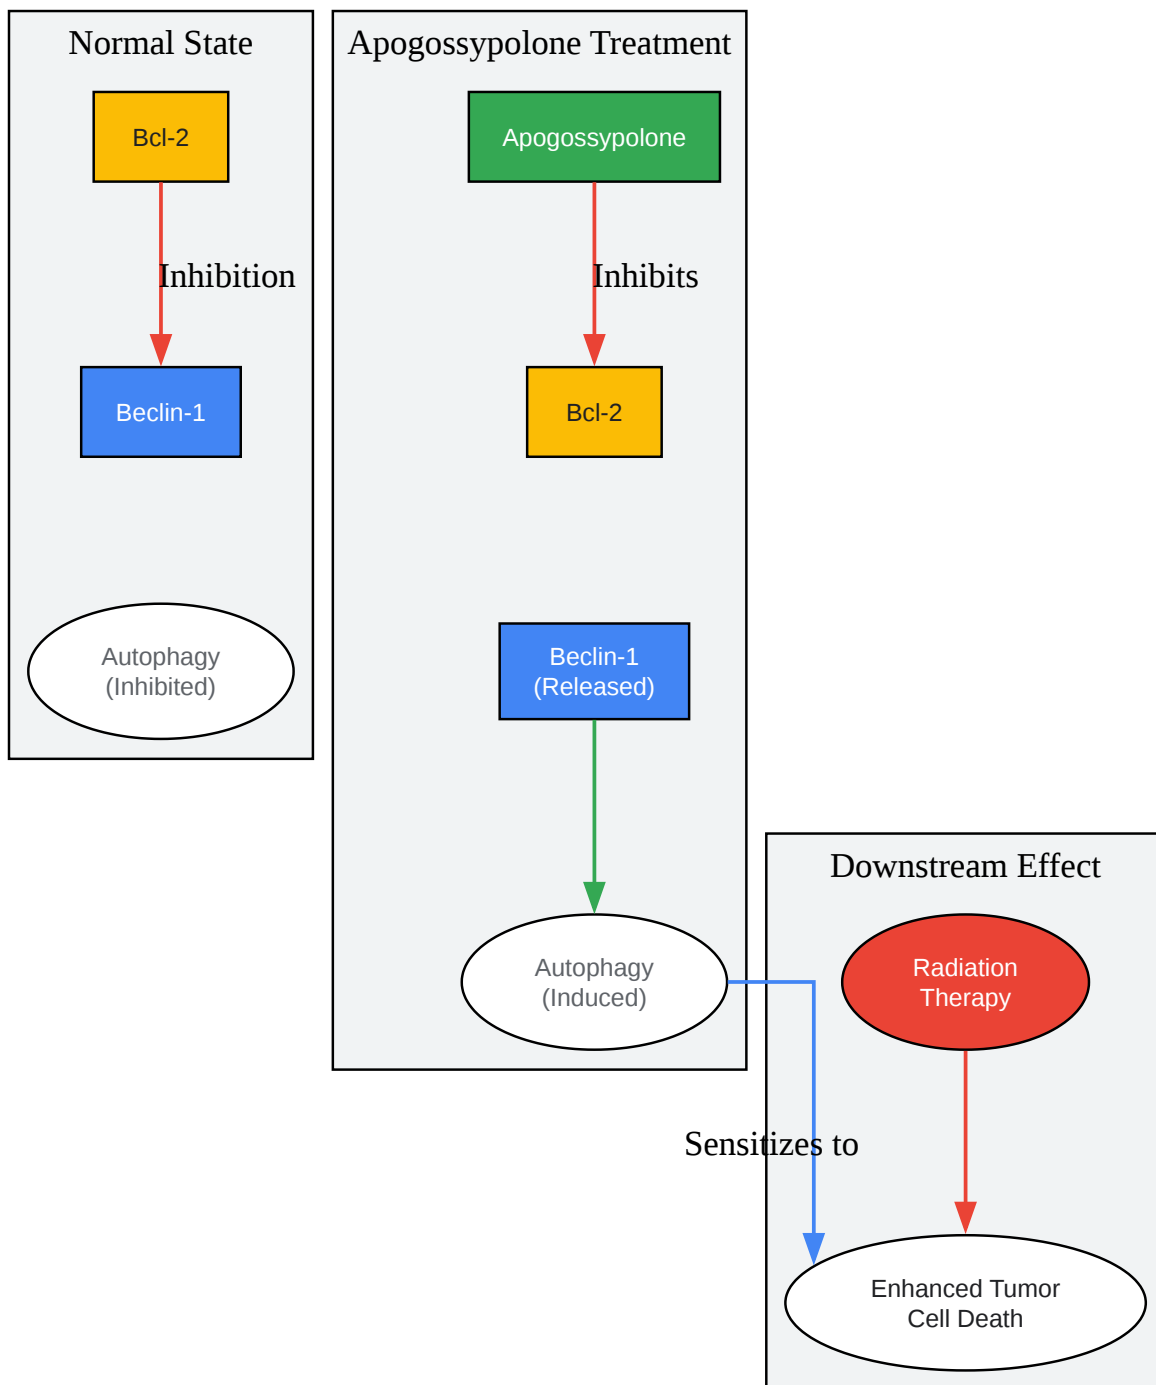 Normal State
Bcl-2
Inhibition
Beclin-1
Autophagy
(Inhibited)
Apogossypolone Treatment
Apogossypolone
Inhibits
Bcl-2
Beclin-1
(Released)
Autophagy
(Induced)
Sensitizes to
Downstream Effect
Radiation
Therapy
Enhanced Tumor
Cell Death